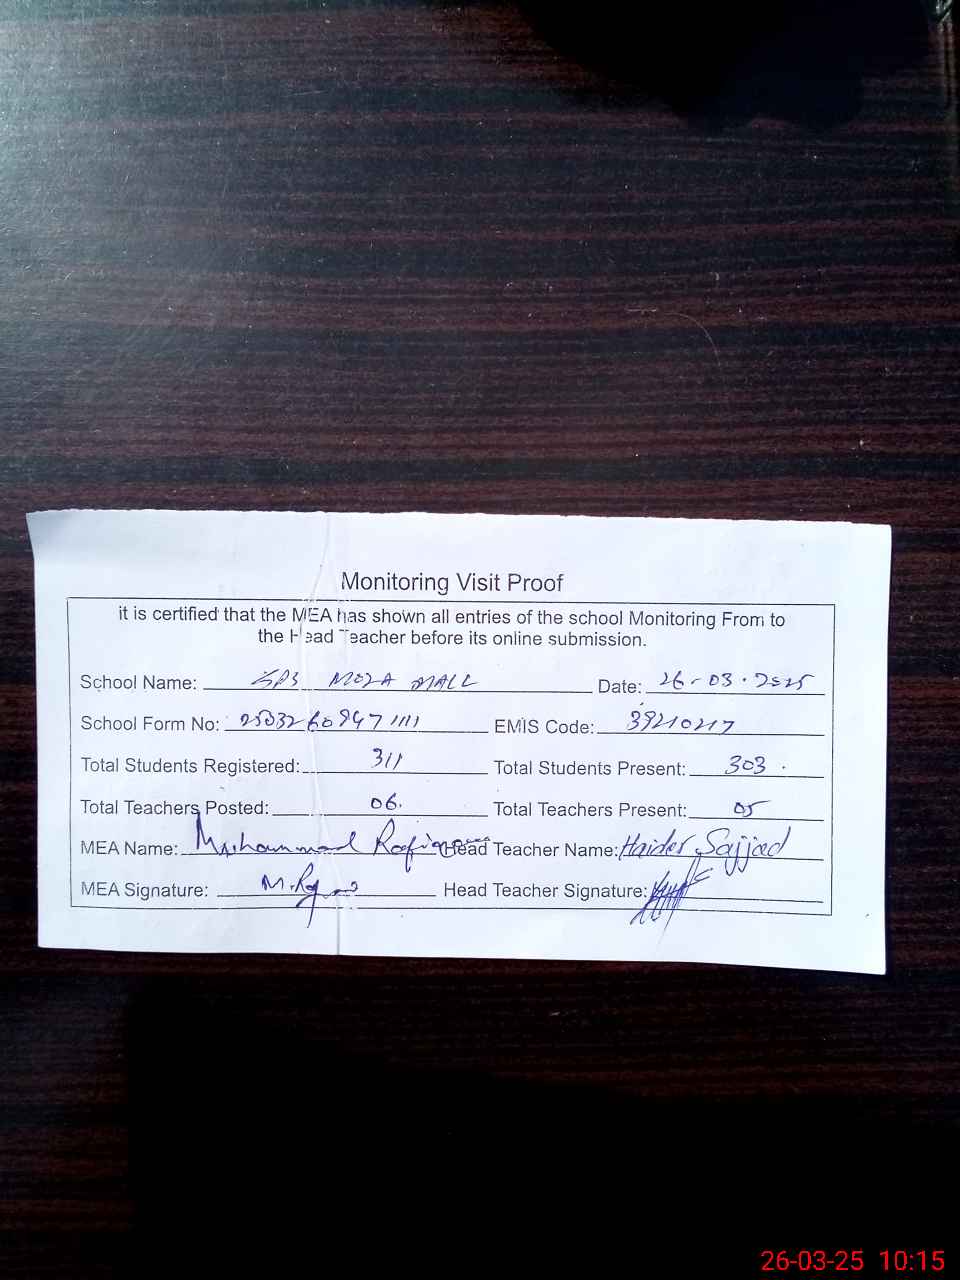 Monitoring Visit Proof
it is certified that the MEA has shown all entries of the school Monitoring From to
the Head Teacher before its online submission.
School Name: GPS MOZA MALL Date: 26-03-2025
School Form No: EMIS Code: 39210217
Total Students Registered: 311 Total Students Present: 303.
Total Teachers Posted: 06. Total Teachers Present: 05
MEA Name: Muhammad Head Teacher Name: Haider Sajjad
MEA Signature: Head Teacher Signature:
26-03-25 10:15